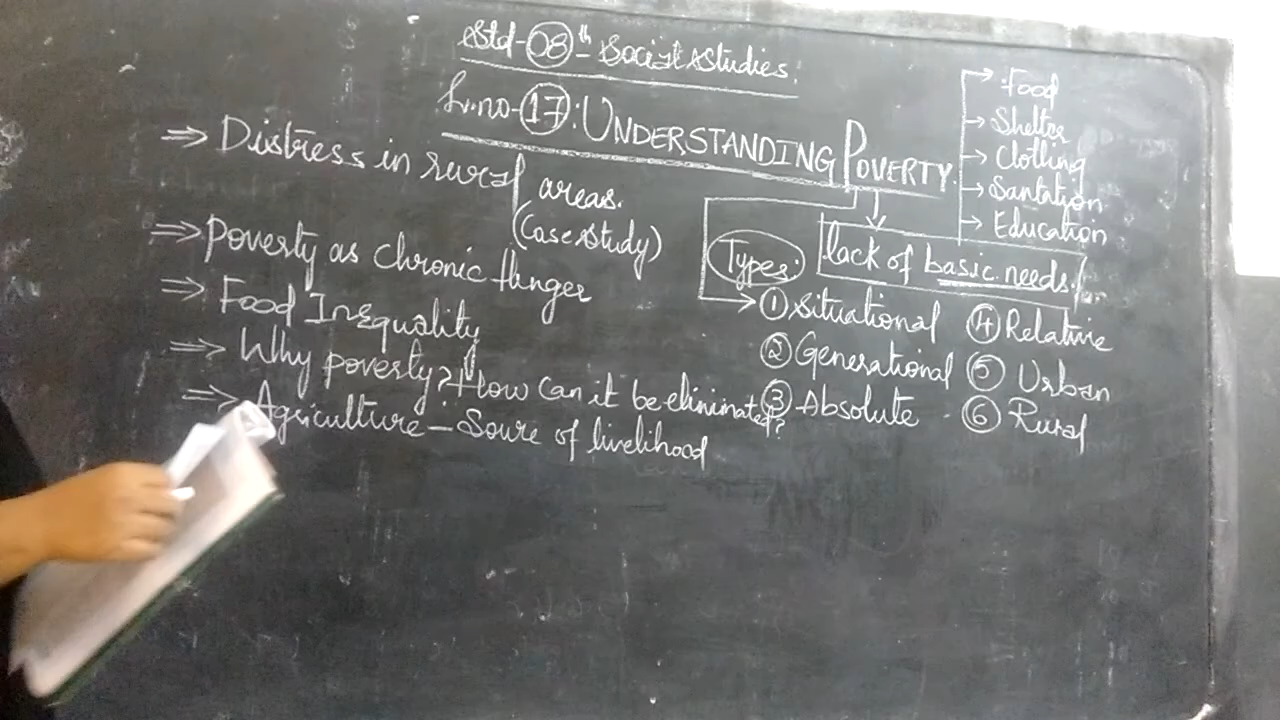 Std-08th Social Studies.
L.no-17: UNDERSTANDING POVERTY.
→ Food
→ Shelter
→ Clothing
→ Santation
→ Education
⇒ Distress in rural areas.
(Case study)
⇒ Poverty as chronic Hunger
⇒ Food Inequality
⇒ Why poverty? How can it be eliminated?
⇒ Agriculture - Soure of livelihood
lack of basic needs
Types:
① Situational
② Generational
③ Absolute
④ Relative
⑤ Urban
⑥ Rural